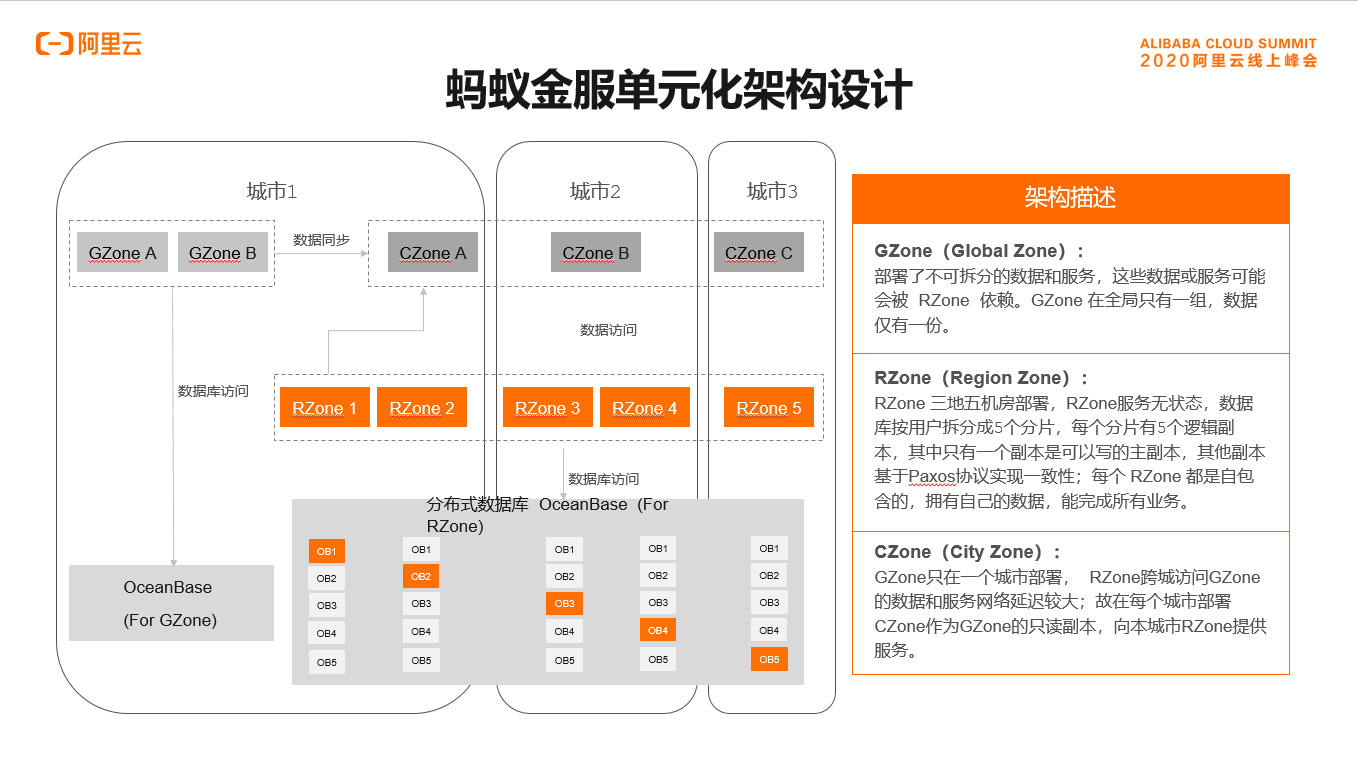 阿里云
ALIBABA CLOUD SUMMIT
2020阿里云线上峰会
蚂蚁金服单元化架构设计
城市1
城市2
城市3
GZone A
GZone B
数据同步
CZone A
CZone B
CZone C
数据访问
数据库访问
RZone 1
RZone 2
RZone 3
RZone 4
RZone 5
数据库访问
分布式数据库 OceanBase (For
RZone)
OB1
OB2
OB3
OB4
OB5
OB1
OB2
OB3
OB4
OB5
OB1
OB2
OB3
OB4
OB5
OB1
OB2
OB3
OB4
OB5
OB1
OB2
OB3
OB4
OB5
OceanBase
(For GZone)
架构描述
GZone（Global Zone）：
部署了不可拆分的数据和服务，这些数据或服务可能
会被 RZone 依赖。GZone 在全局只有一组，数据
仅有一份。
RZone（Region Zone）：
RZone 三地五机房部署，RZone服务无状态，数据
库按用户拆分成5个分片，每个分片有5个逻辑副
本，其中只有一个副本是可以写的主副本，其他副本
基于Paxos协议实现一致性；每个 RZone 都是自包
含的，拥有自己的数据，能完成所有业务。
CZone（City Zone）：
GZone只在一个城市部署， RZone跨城访问GZone
的数据和服务网络延迟较大；故在每个城市部署
CZone作为GZone的只读副本，向本城市RZone提供
服务。